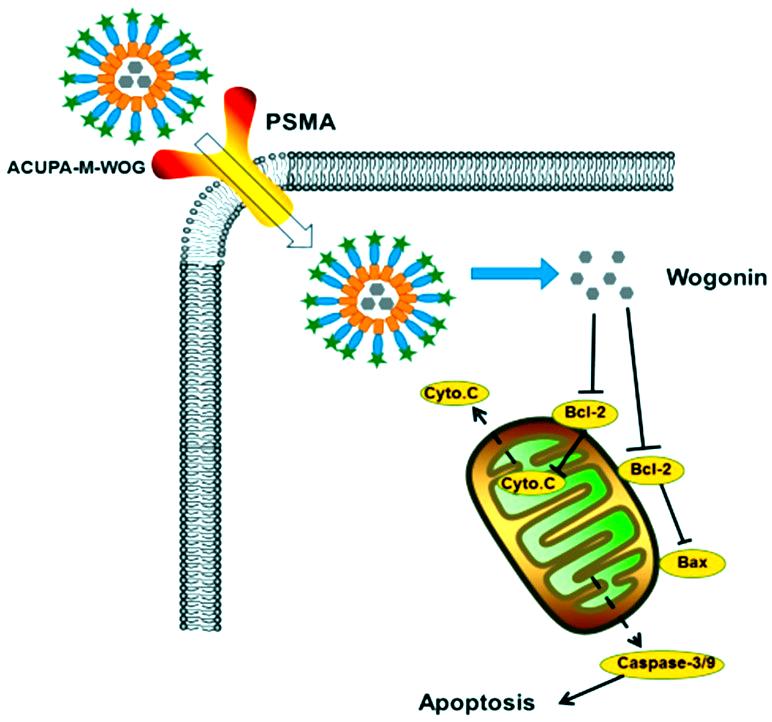 PSMA
ACUPA-M-WOG
Wogonin
Cyto.C
Bcl-2
Cyto.C
Bcl-2
Bax
Caspase-3/9
Apoptosis